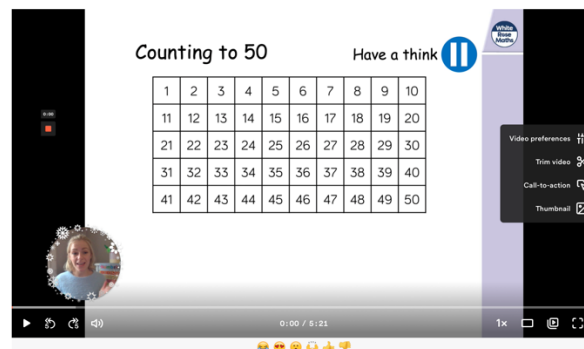 White
Rose
Maths
Counting to 50
Have a think
1 2 3 4 5 6 7 8 9 10
11 12 13 14 15 16 17 18 19 20
21 22 23 24 25 26 27 28 29 30
31 32 33 34 35 36 37 38 39 40
41 42 43 44 45 46 47 48 49 50
0:00
Video preferences
Trim video
Call-to-action
Thumbnail
0:00 / 5:21
1×